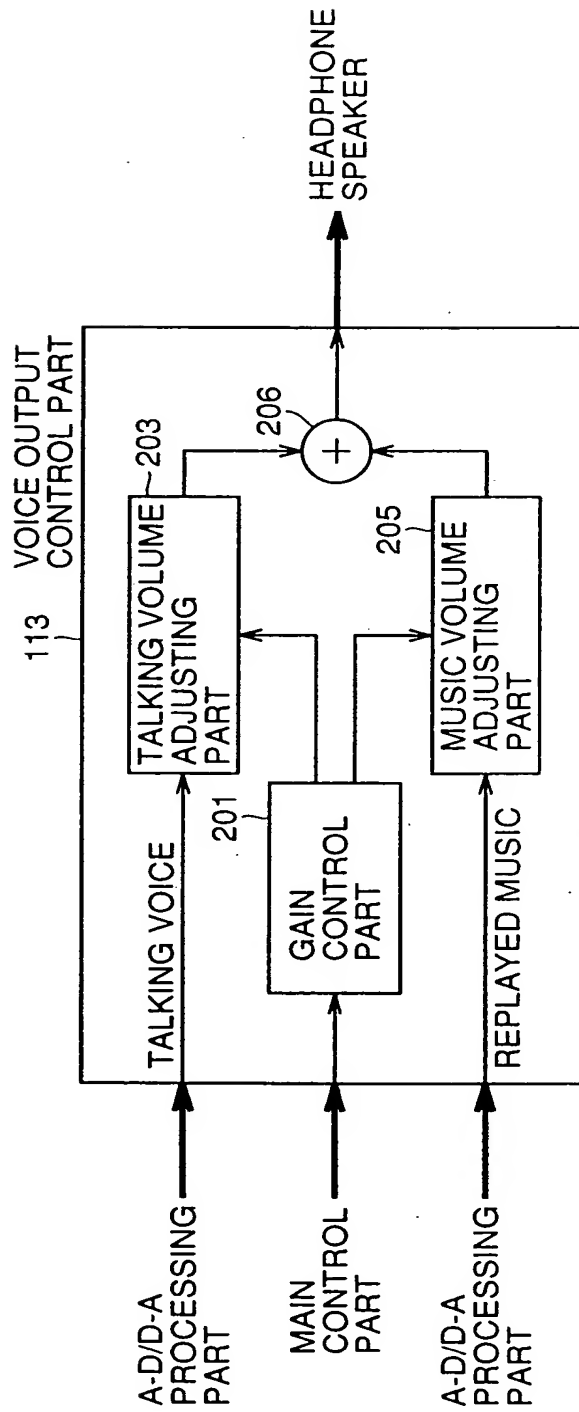 113
VOICE OUTPUT
CONTROL PART
A-D/D-A
PROCESSING
PART
TALKING VOICE
203
TALKING VOLUME
ADJUSTING
PART
MAIN
CONTROL
PART
201
GAIN
CONTROL
PART
206
+
HEADPHONE
SPEAKER
A-D/D-A
PROCESSING
PART
REPLAYED MUSIC
205
MUSIC VOLUME
ADJUSTING
PART